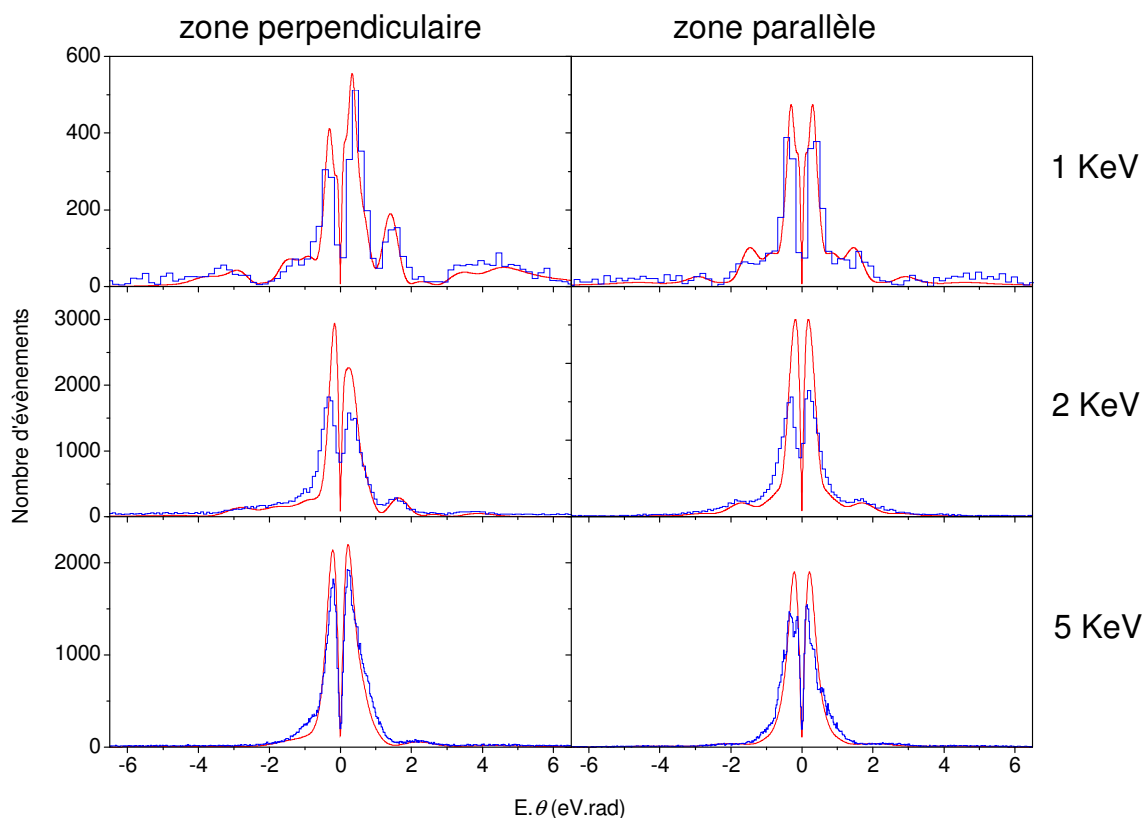 zone perpendiculaire zone parallèle
600
400
200
0
1 KeV
3000
2000
1000
0
2 KeV
2000
1000
0
5 KeV
Nombre d'évènements
-6 -4 -2 0 2 4 6 -6 -4 -2 0 2 4 6
E.θ (eV.rad)